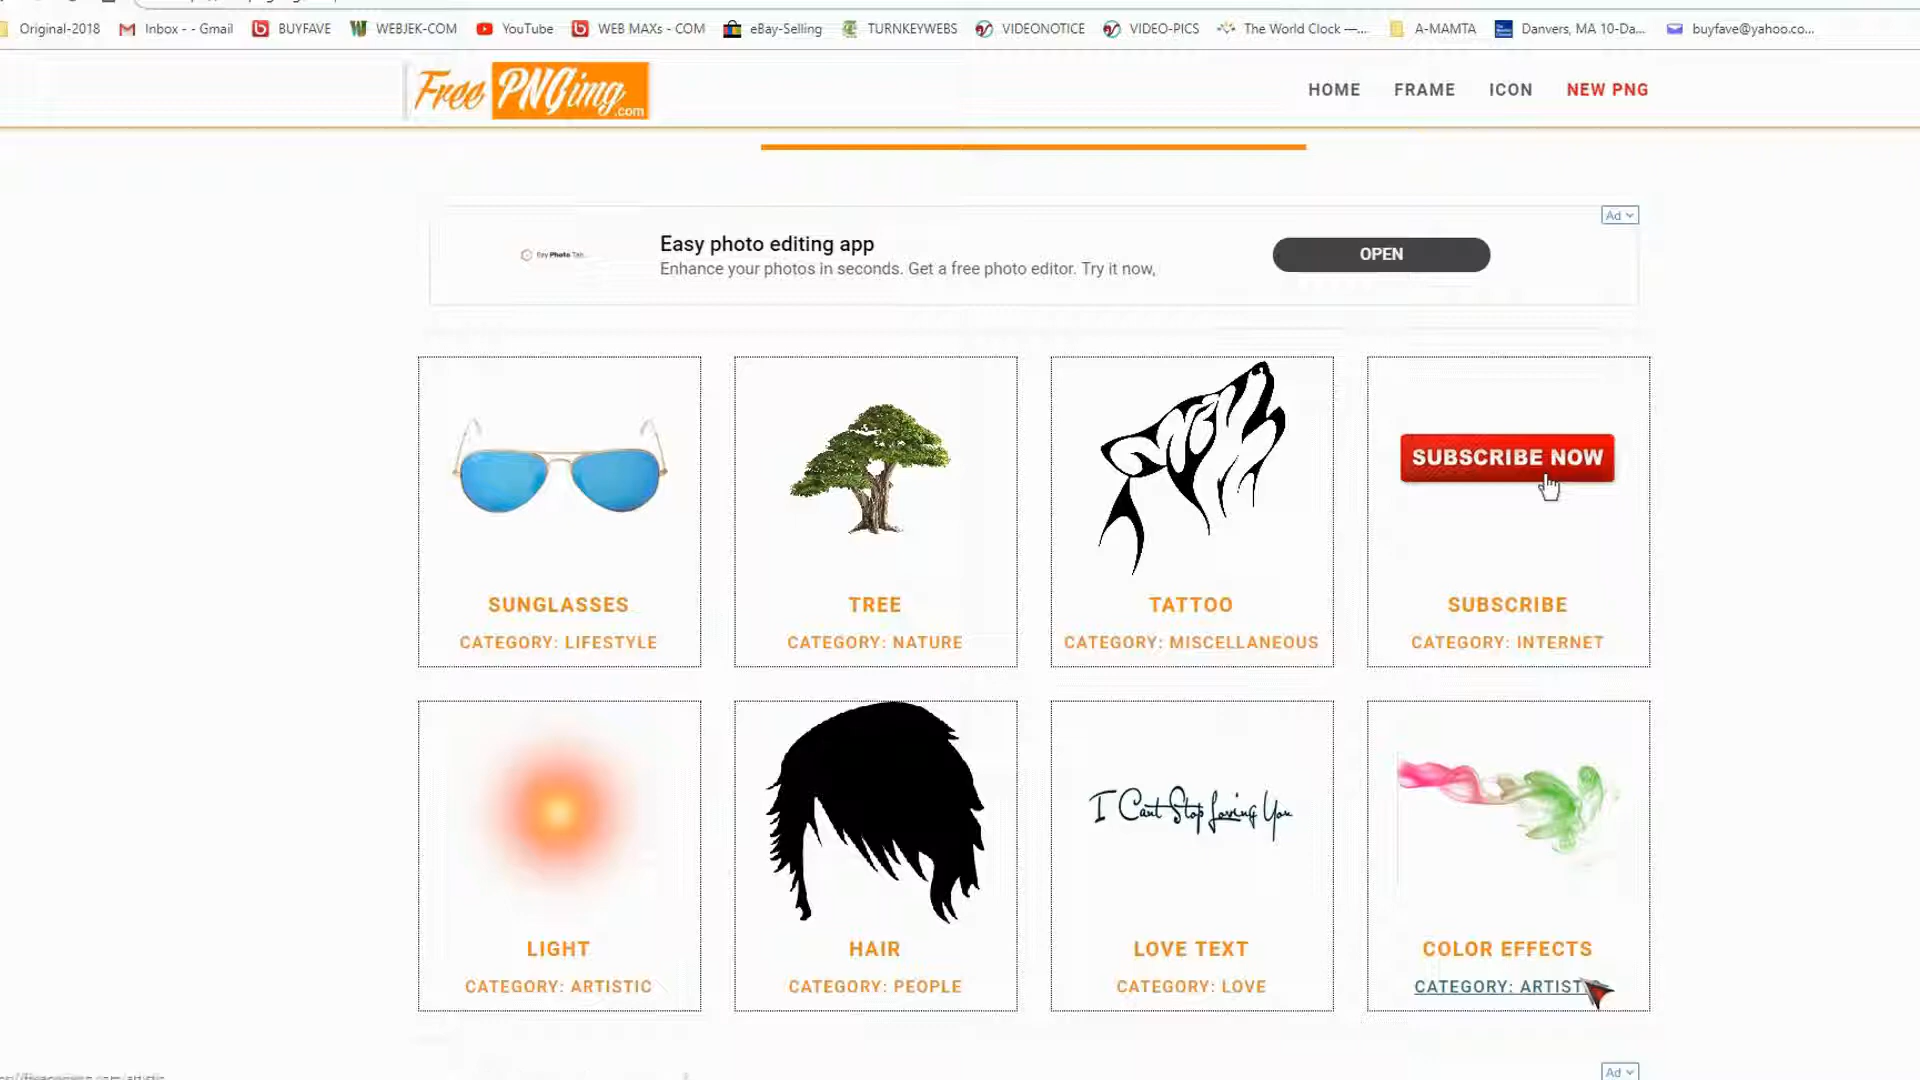 Original-2018 Inbox - - Gmail BUYFAVE WEBJEK-COM YouTube WEB MAXs - COM eBay-Selling TURNKEYWEBS VIDEONOTICE VIDEO-PICS The World Clock —... A-MAMTA Danvers, MA 10-Da... buyfave@yahoo.co...
Free PNGimg .com HOME FRAME ICON NEW PNG
Ad
Easy photo editing app
Enhance your photos in seconds. Get a free photo editor. Try it now,
OPEN
SUBSCRIBE NOW
SUNGLASSES TREE TATTOO SUBSCRIBE
CATEGORY: LIFESTYLE CATEGORY: NATURE CATEGORY: MISCELLANEOUS CATEGORY: INTERNET
I Cant Stop Loving You
LIGHT HAIR LOVE TEXT COLOR EFFECTS
CATEGORY: ARTISTIC CATEGORY: PEOPLE CATEGORY: LOVE CATEGORY: ARTIST
Ad